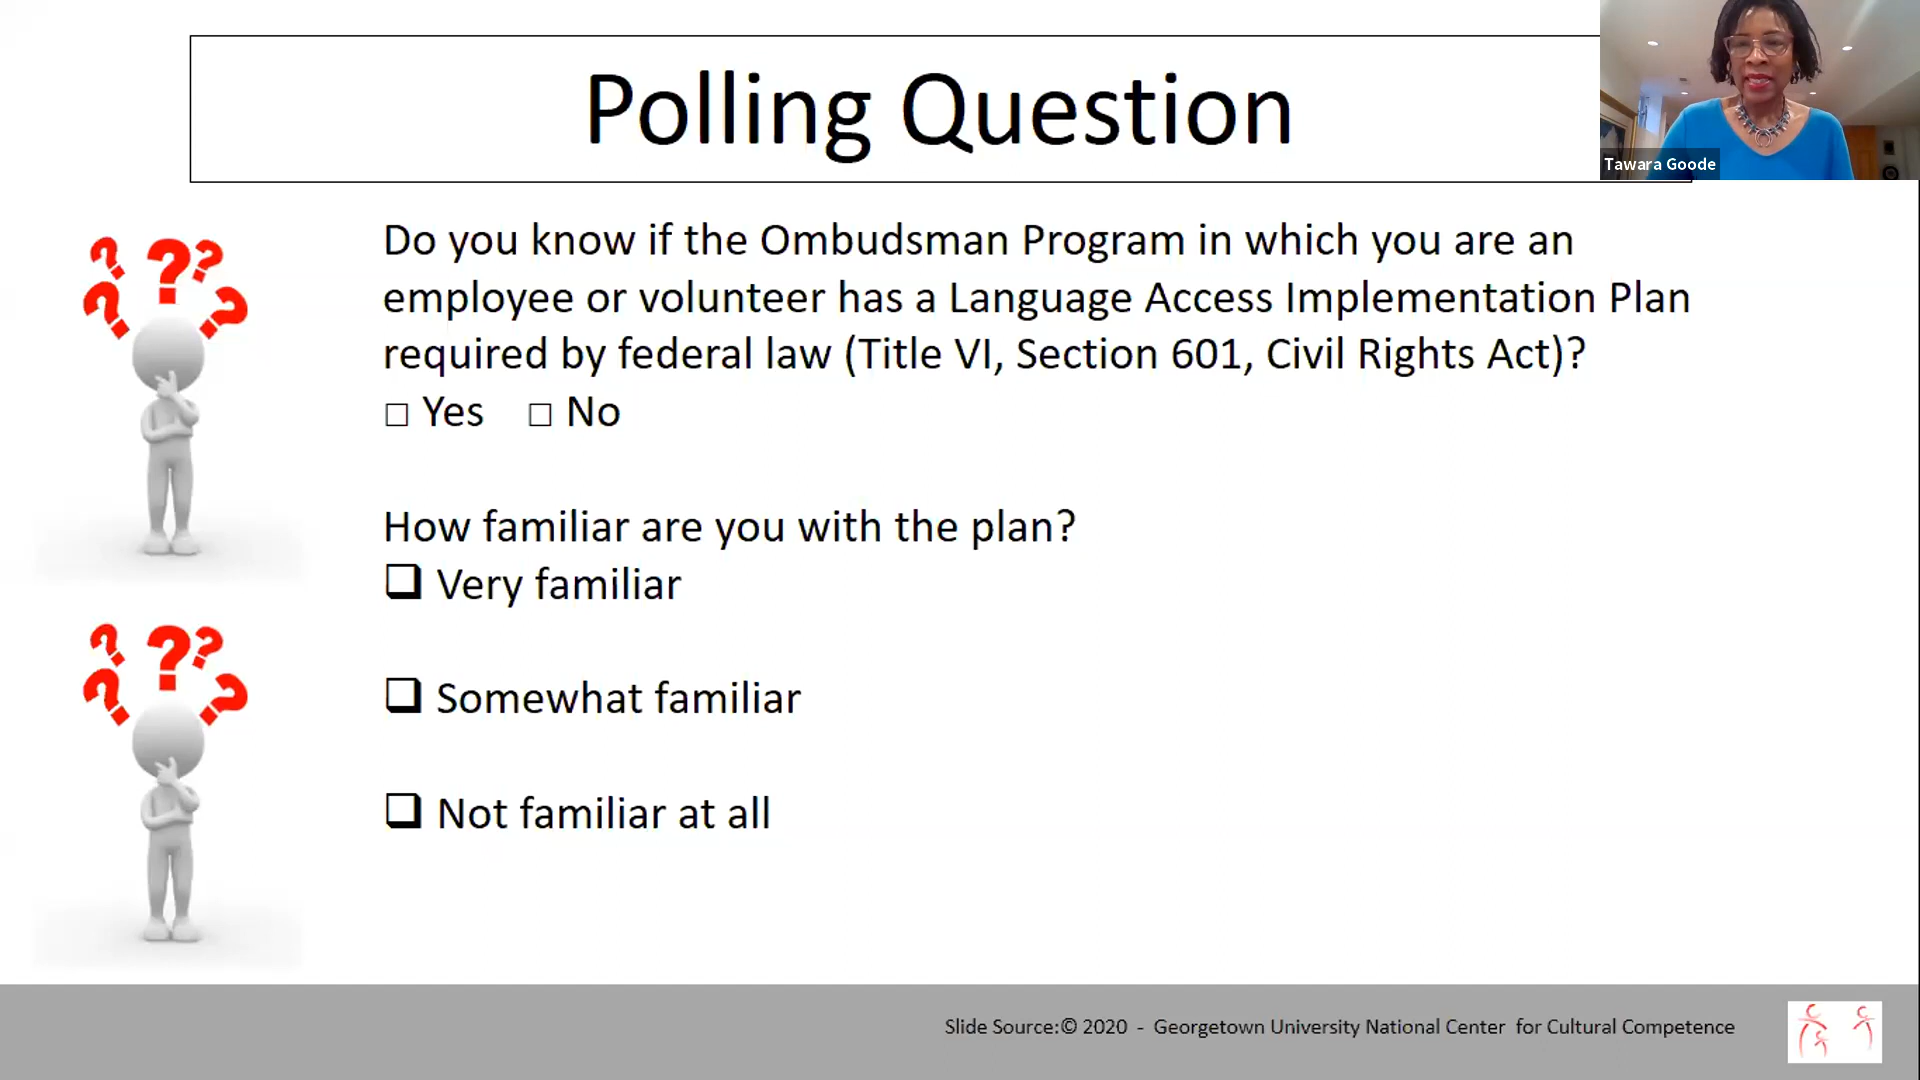 Polling Question
Tawara Goode
Do you know if the Ombudsman Program in which you are an
employee or volunteer has a Language Access Implementation Plan
required by federal law (Title VI, Section 601, Civil Rights Act)?
□ Yes □ No
How familiar are you with the plan?
❑ Very familiar
❑ Somewhat familiar
❑ Not familiar at all
Slide Source:© 2020 - Georgetown University National Center for Cultural Competence